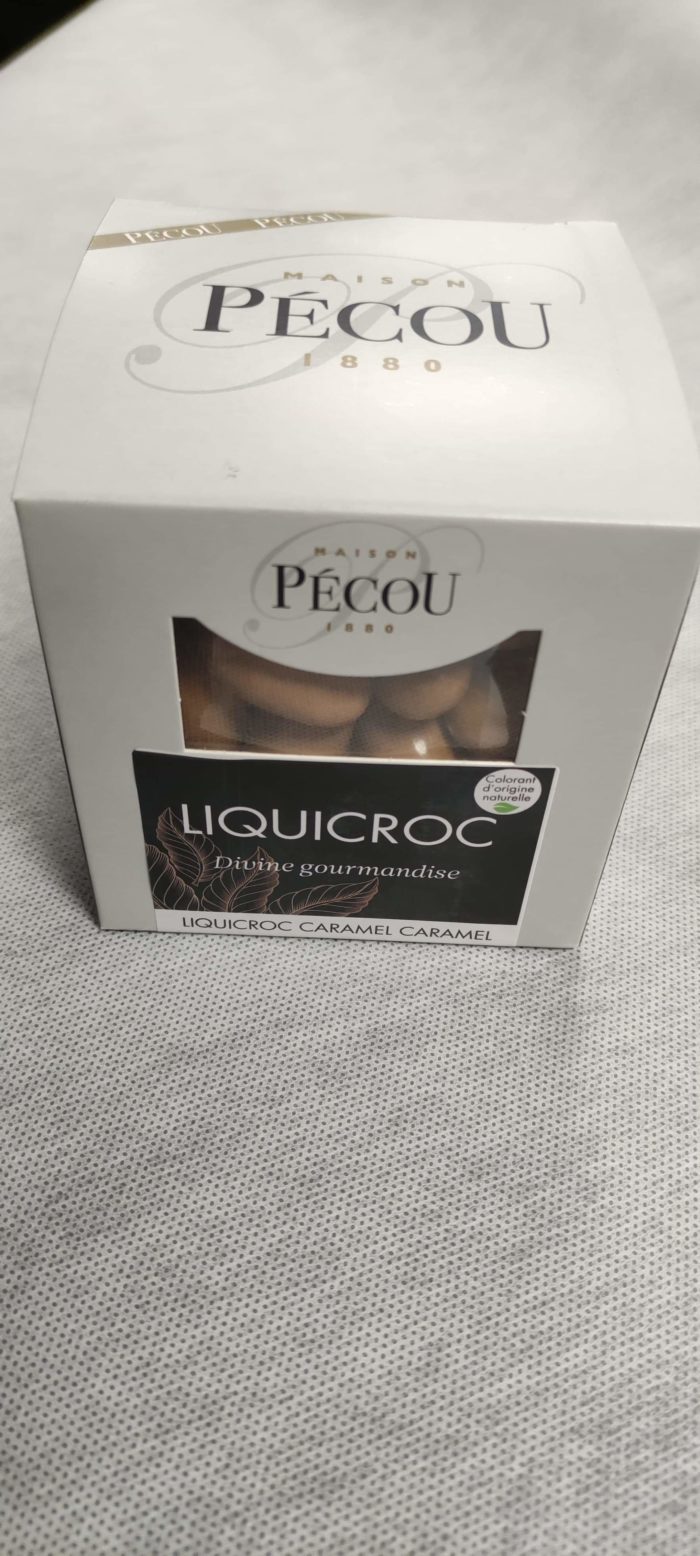 PÉCOU PÉCOU
MAISON
PÉCOU
1880
MAISON
PÉCOU
1880
Colorant
d'origine
naturelle
LIQUICROC
Divine gourmandise
LIQUICROC CARAMEL CARAMEL